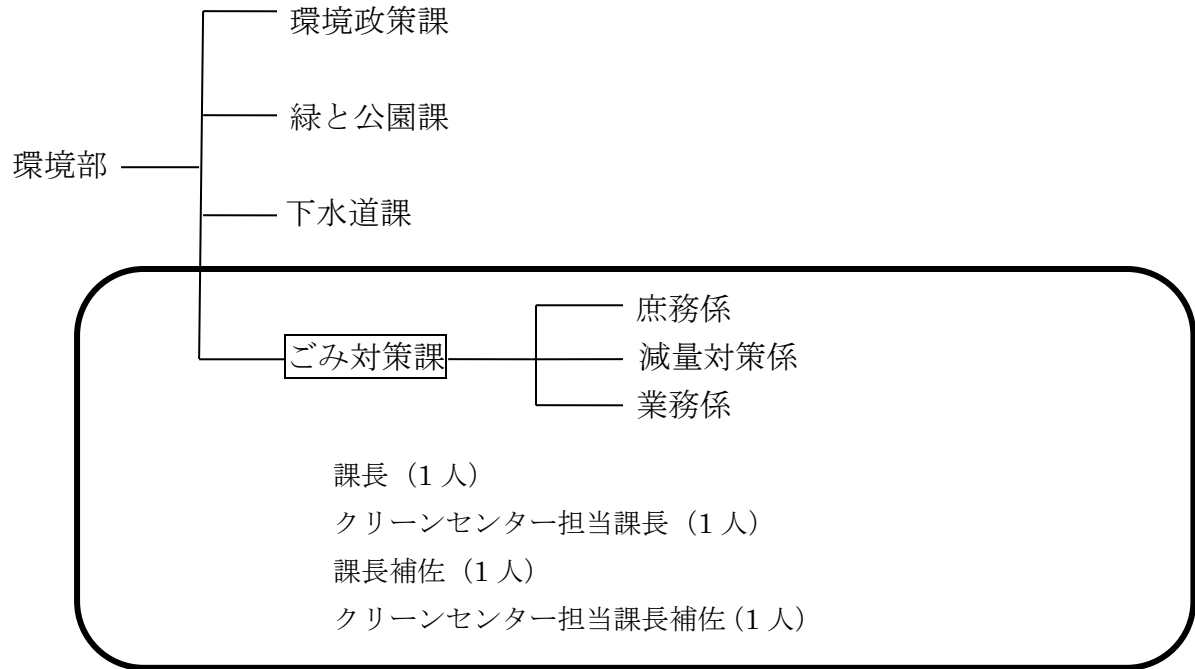 環境政策課
緑と公園課
環境部
下水道課
庶務係
ごみ対策課
減量対策係
業務係
課長（1 人）
クリーンセンター担当課長（1 人）
課長補佐（1 人）
クリーンセンター担当課長補佐（1 人）